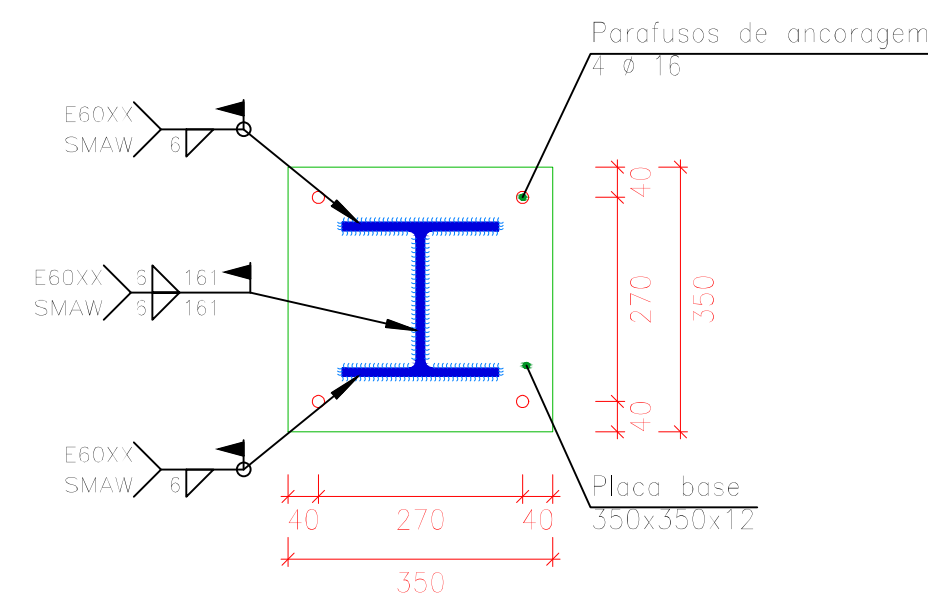 Parafusos de ancoragem
4 Ø 16
E60XX
SMAW
6
E60XX
SMAW
6
161
6
161
E60XX
SMAW
6
40
270
40
350
Placa base
350x350x12
40
270
40
350